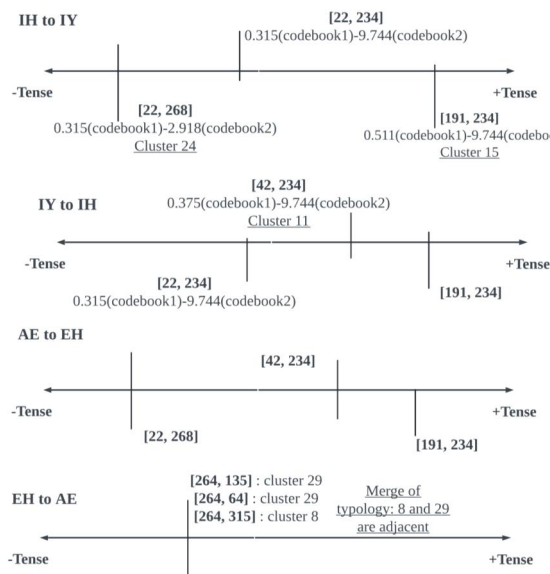 IH to IY
[22, 234]
0.315(codebook1)-9.744(codebook2)
-Tense
+Tense
[22, 268]
0.315(codebook1)-2.918(codebook2)
Cluster 24
[191, 234]
0.511(codebook1)-9.744(codebo
Cluster 15
IY to IH
[42, 234]
0.375(codebook1)-9.744(codebook2)
Cluster 11
-Tense
+Tense
[22, 234]
0.315(codebook1)-9.744(codebook2)
[191, 234]
AE to EH
[42, 234]
-Tense
+Tense
[22, 268]
[191, 234]
EH to AE
[264, 135] : cluster 29
[264, 64] : cluster 29
[264, 315] : cluster 8
Merge of
typology: 8 and 29
are adjacent
-Tense
+Tense